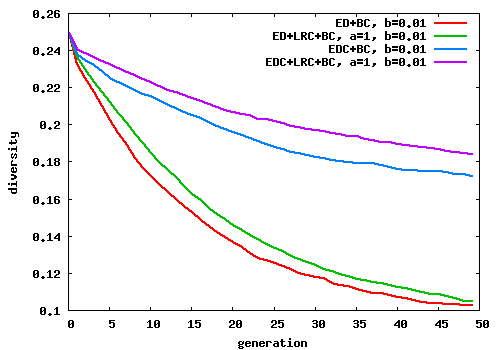 0.26
0.24
0.22
0.2
0.18
0.16
0.14
0.12
0.1
diversity
ED+BC, b=0.01
ED+LRC+BC, a=1, b=0.01
EDC+BC, b=0.01
EDC+LRC+BC, a=1, b=0.01
0 5 10 15 20 25 30 35 40 45 50
generation